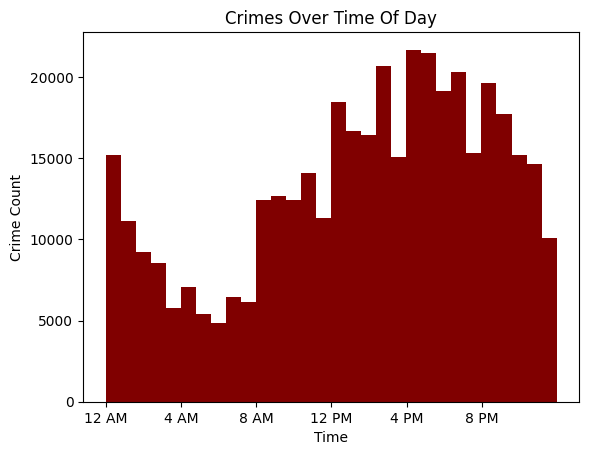 Crimes Over Time Of Day
20000
15000
10000
5000
0
Crime Count
12 AM 4 AM 8 AM 12 PM 4 PM 8 PM
Time